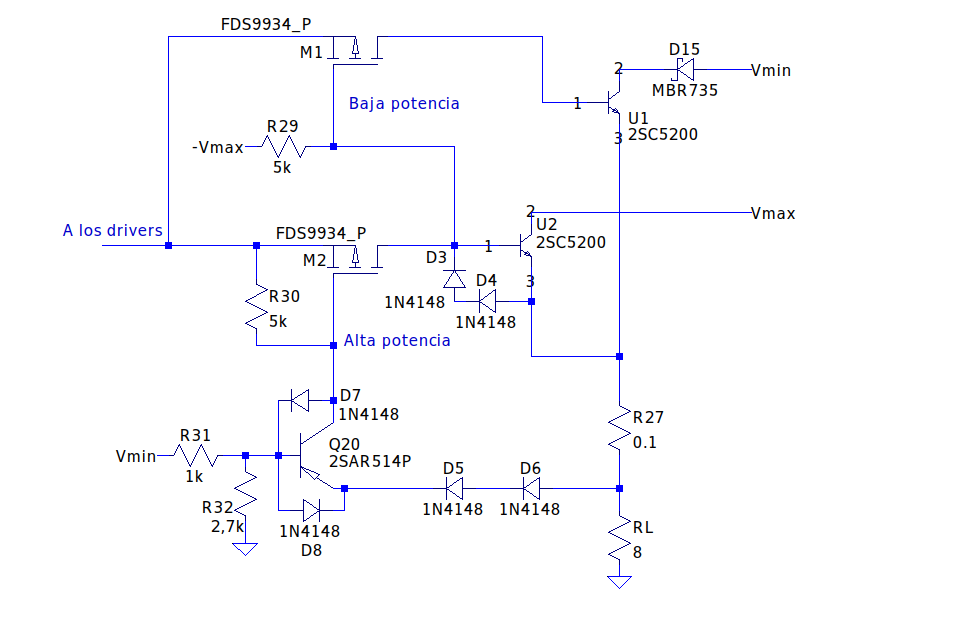 FDS9934_P
M1
D15
2
Vmin
MBR735
Baja potencia
1
U1
2SC5200
R29
3
-Vmax
5k
2
Vmax
U2
A los drivers
FDS9934_P
2SC5200
1
M2
D3
D4
3
R30
1N4148
5k
1N4148
Alta potencia
D7
1N4148
R27
R31
Q20
0.1
Vmin
2SAR514P
D5
D6
1k
R32
1N4148
1N4148
2,7k
1N4148
RL
D8
8